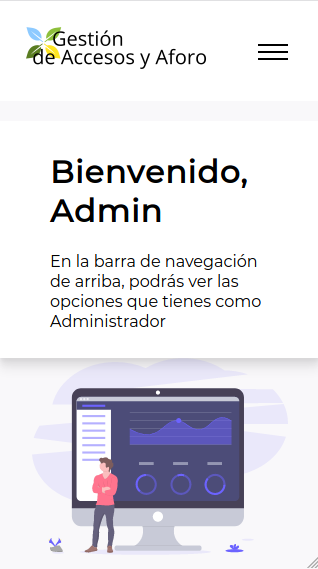 Gestión
de Accesos y Aforo
Bienvenido,
Admin
En la barra de navegación
de arriba, podrás ver las
opciones que tienes como
Administrador